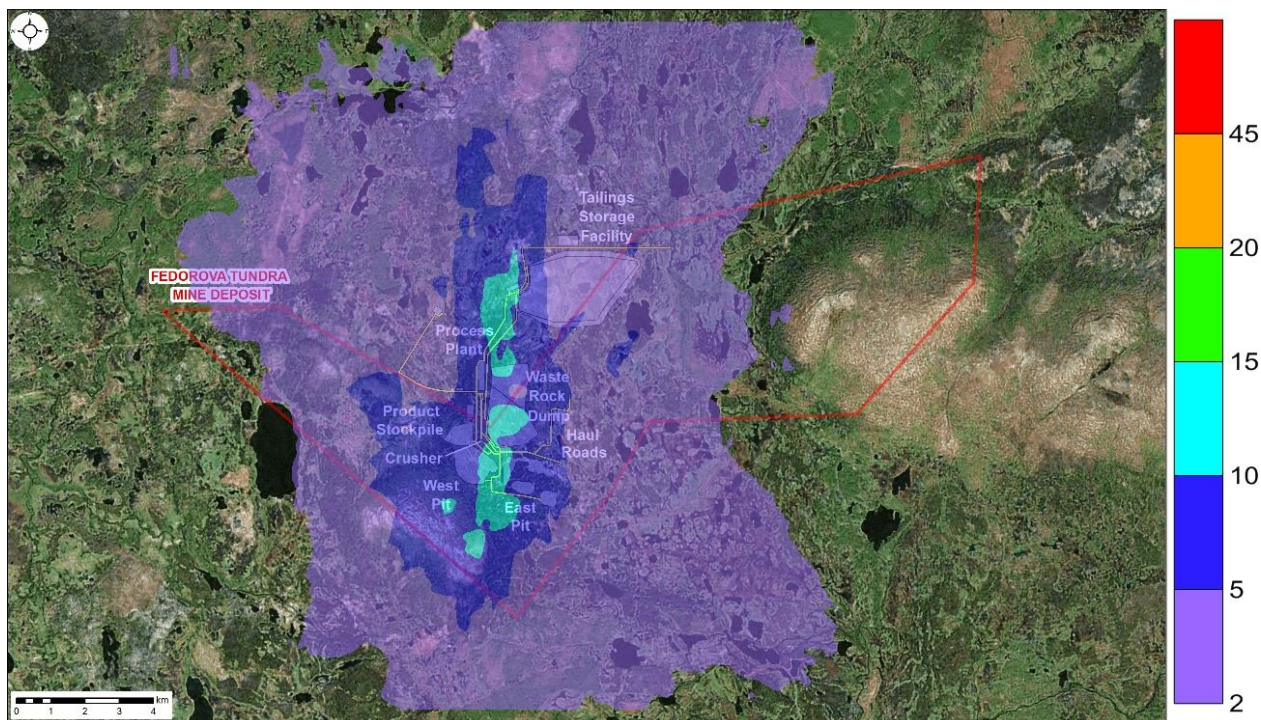 Tailings
Storage
Facility
FEDOROVA TUNDRA
MINE DEPOSIT
Process
Plant
Waste
Rock
Dump
Product
Stockpile
Haul
Roads
Crusher
West
Pit
East
Pit
km
0 1 2 3 4
45
20
15
10
5
2